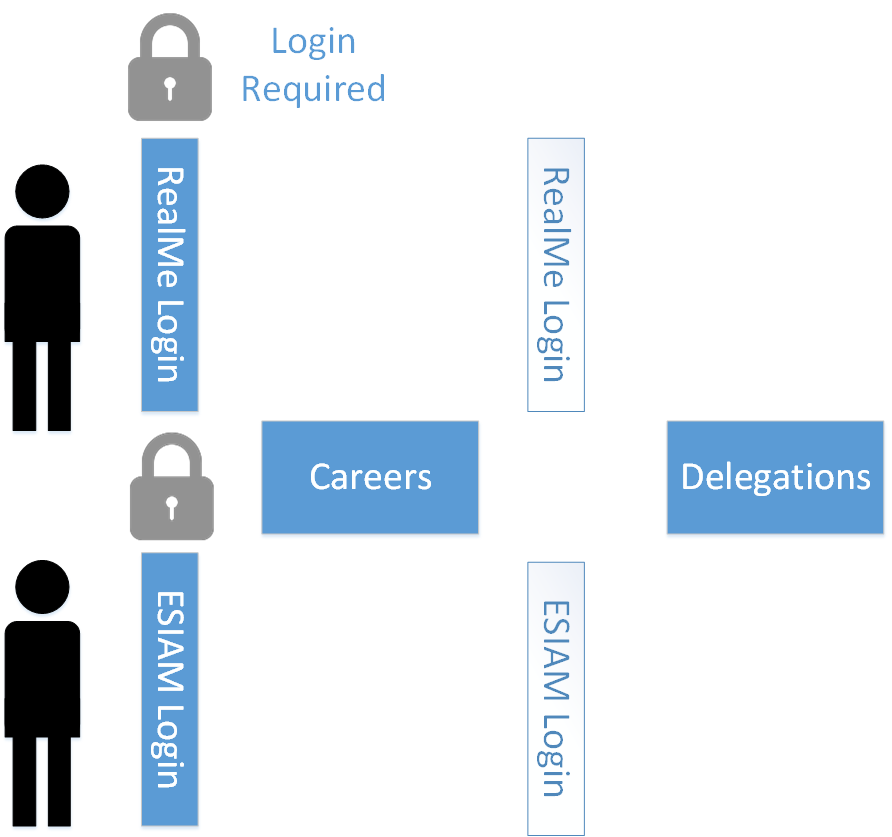 Login
Required
RealMe Login
RealMe Login
Careers
Delegations
ESIAM Login
ESIAM Login